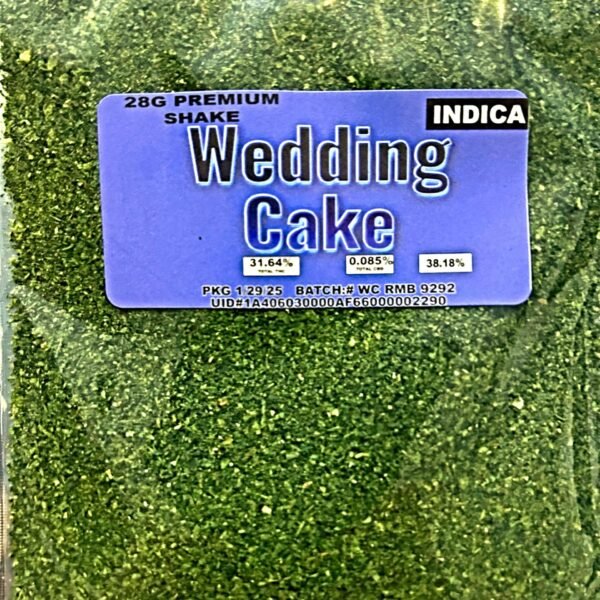 28G PREMIUM
SHAKE
INDICA
Wedding
Cake
31.64%
TOTAL THC
0.085%
TOTAL CBD
38.18%
PKG 1 29 25 BATCH:# WC RMB 9292
UID#1A406030000AF66000002290